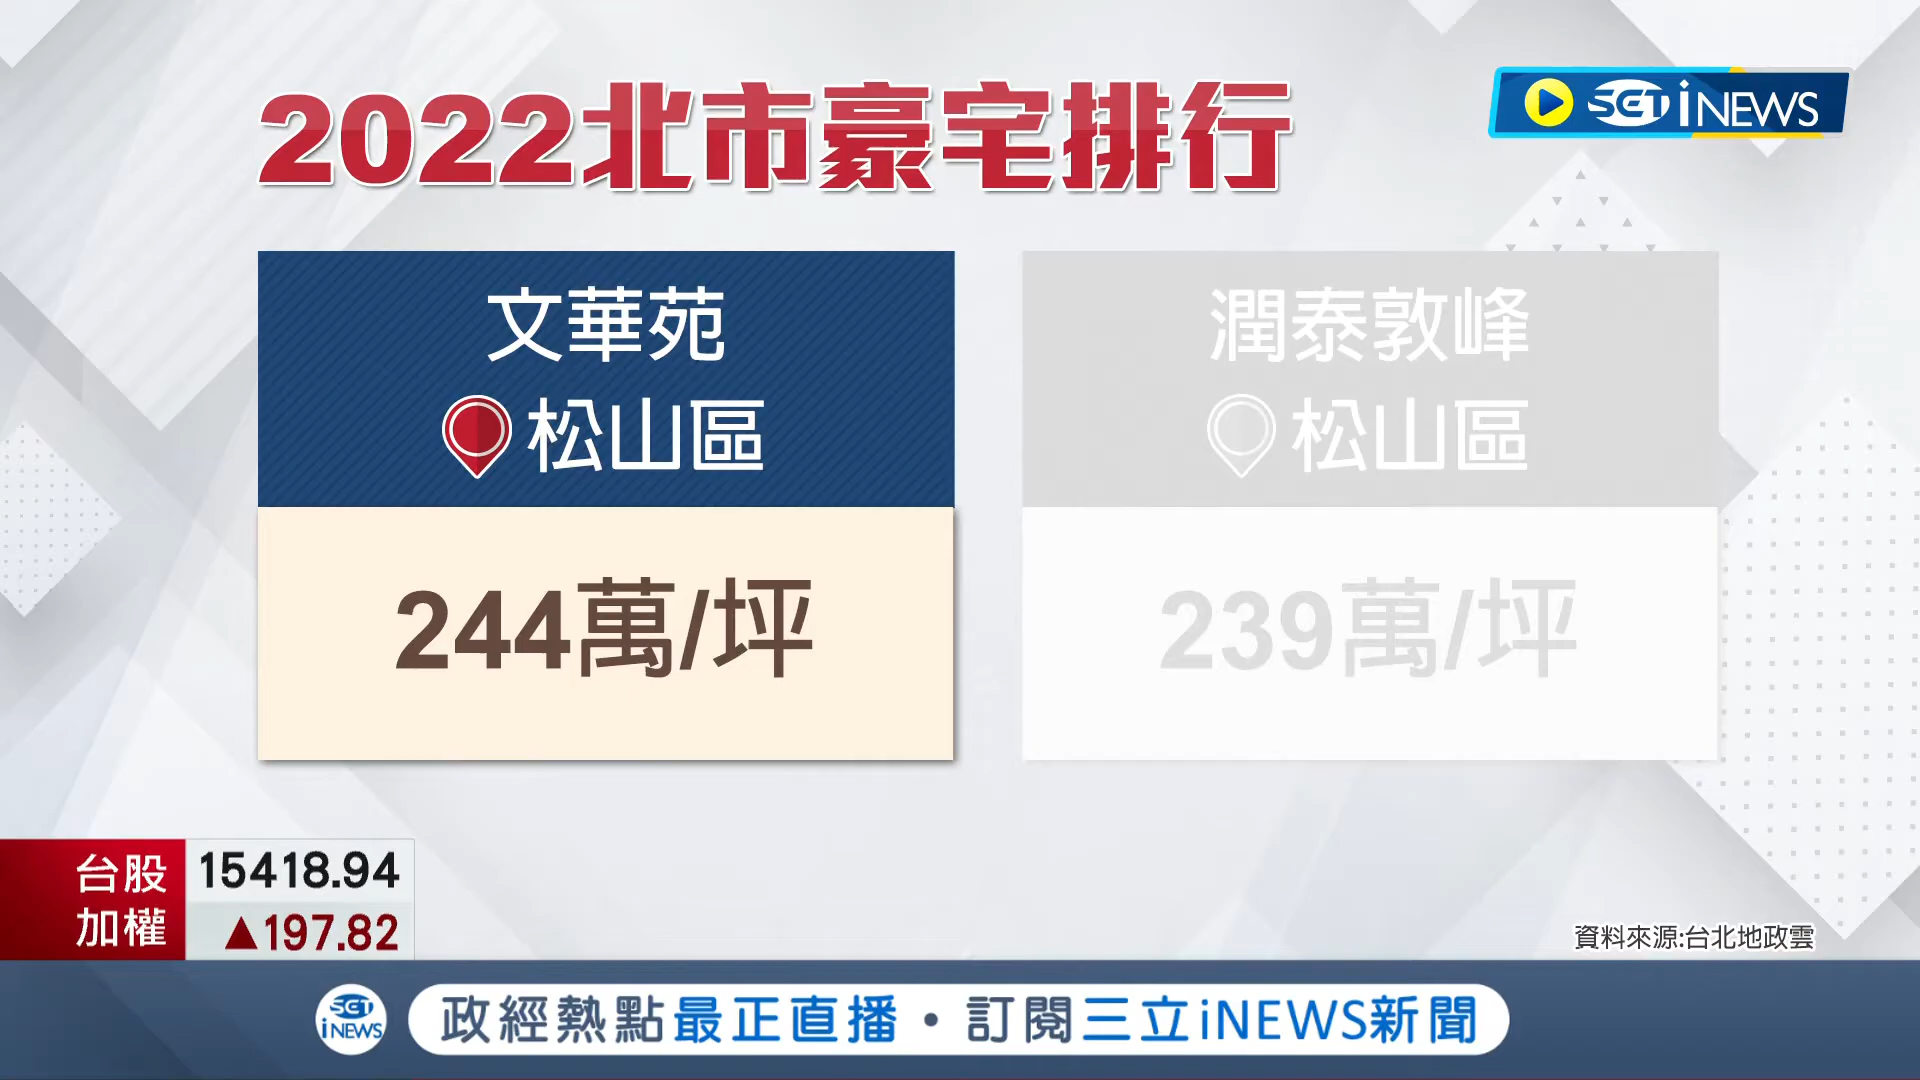 2022北市豪宅排行
SET iNEWS
文華苑
松山區
244萬/坪
潤泰敦峰
松山區
239萬/坪
台股
加權
15418.94
▲197.82
資料來源:台北地政雲
SET
iNEWS
政經熱點最正直播・訂閱三立iNEWS新聞